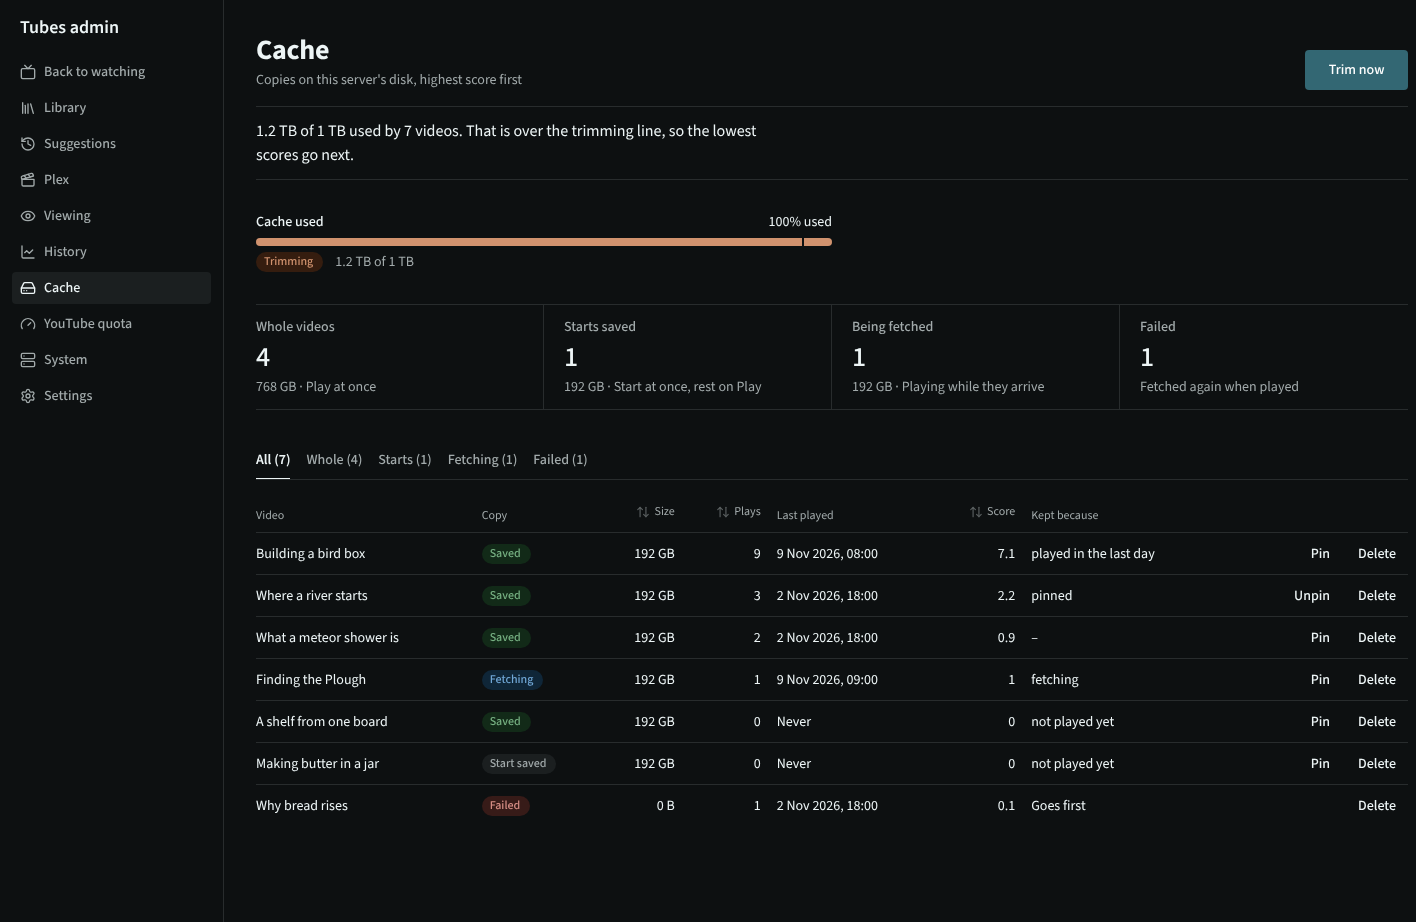 Tubes admin
Back to watching
Library
Suggestions
Plex
Viewing
History
Cache
YouTube quota
System
Settings
Cache
Copies on this server's disk, highest score first
Trim now
1.2 TB of 1 TB used by 7 videos. That is over the trimming line, so the lowest
scores go next.
Cache used 100% used
Trimming 1.2 TB of 1 TB
Whole videos
4
768 GB · Play at once
Starts saved
1
192 GB · Start at once, rest on Play
Being fetched
1
192 GB · Playing while they arrive
Failed
1
Fetched again when played
All (7) Whole (4) Starts (1) Fetching (1) Failed (1)
Video Copy Size Plays Last played Score Kept because
Building a bird box Saved 192 GB 9 9 Nov 2026, 08:00 7.1 played in the last day Pin Delete
Where a river starts Saved 192 GB 3 2 Nov 2026, 18:00 2.2 pinned Unpin Delete
What a meteor shower is Saved 192 GB 2 2 Nov 2026, 18:00 0.9 – Pin Delete
Finding the Plough Fetching 192 GB 1 9 Nov 2026, 09:00 1 fetching Pin Delete
A shelf from one board Saved 192 GB 0 Never 0 not played yet Pin Delete
Making butter in a jar Start saved 192 GB 0 Never 0 not played yet Pin Delete
Why bread rises Failed 0 B 1 2 Nov 2026, 18:00 0.1 Goes first Delete